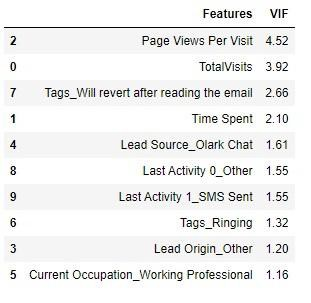 Features VIF
2 Page Views Per Visit 4.52
0 TotalVisits 3.92
7 Tags_Will revert after reading the email 2.66
1 Time Spent 2.10
4 Lead Source_Olark Chat 1.61
8 Last Activity 0_Other 1.55
9 Last Activity 1_SMS Sent 1.55
6 Tags_Ringing 1.32
3 Lead Origin_Other 1.20
5 Current Occupation_Working Professional 1.16